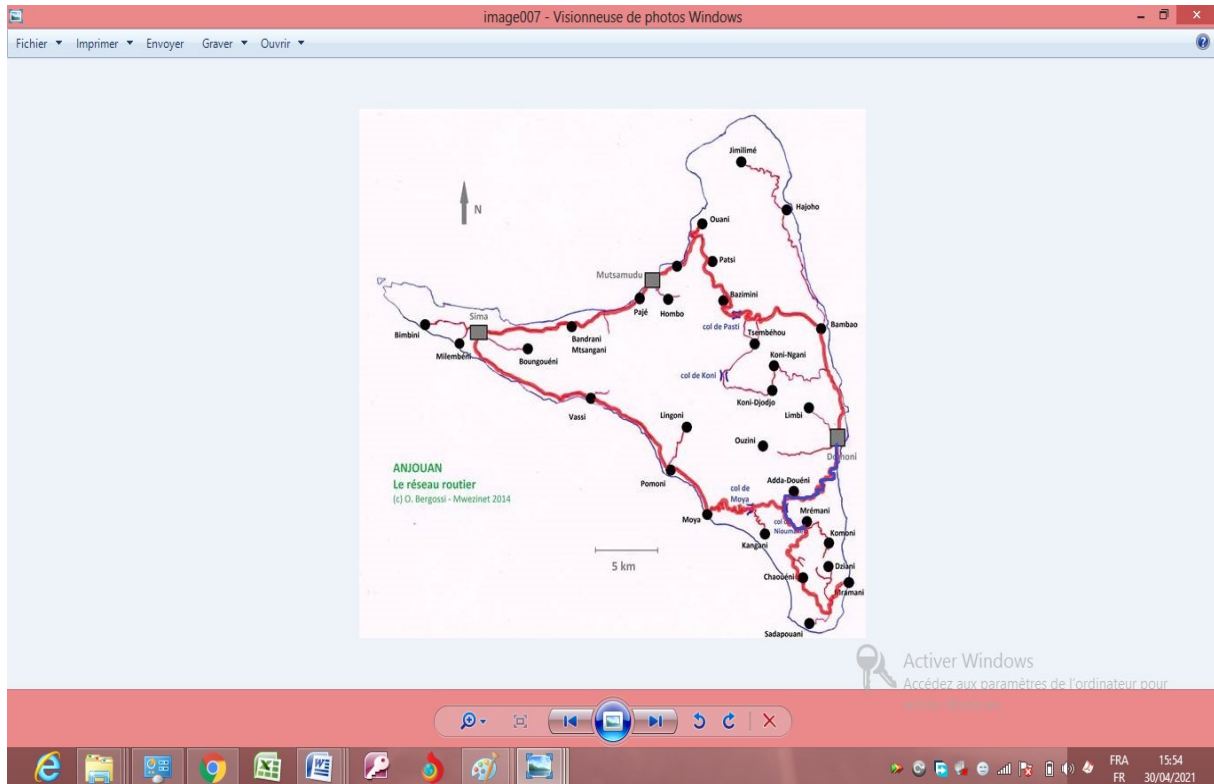 image007 - Visionneuse de photos Windows
Fichier Imprimer Envoyer Graver Ouvrir
Jimilimé
N
Hajoho
Ouani
Mutsamudu
Patsi
Pajé
Hombo
Bazimini
Sima
col de Pasti
Bambao
Bimbini
Bandrani
Mtsangani
Tsembéhou
Milembéni
Boungouéni
Koni-Ngani
col de Koni
Koni-Djodjo
Vassi
Lingoni
Limbi
Ouzini
ANJOUAN
Le réseau routier
(c) O. Bergossi - Mwezinet 2014
Pomoni
Adda-Douéni
col de
Moya
Moya
Mrémani
Kangani
Komoni
5 km
Chaouéni
Dziani
Mramani
Sadapouani
Activer Windows
Accédez aux paramètres de l'ordinateur pour
FRA
FR
15:54
30/04/2021